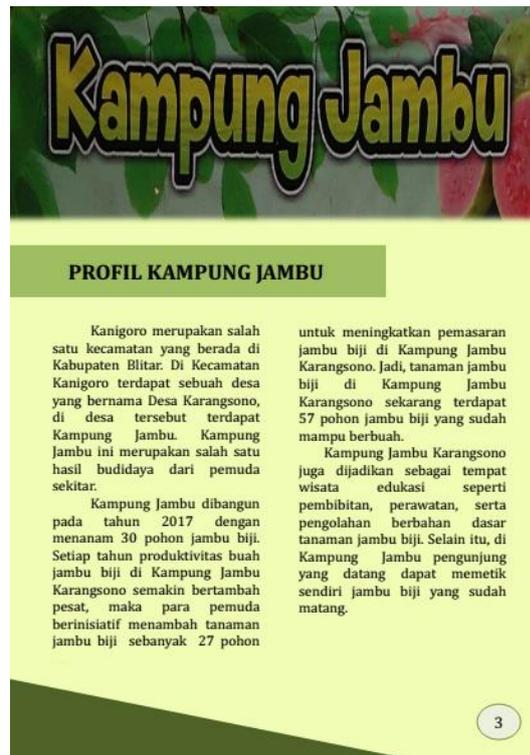 Kampung Jambu
PROFIL KAMPUNG JAMBU
Kanigoro merupakan salah
satu kecamatan yang berada di
Kabupaten Blitar. Di Kecamatan
Kanigoro terdapat sebuah desa
yang bernama Desa Karangsono,
di desa tersebut terdapat
Kampung Jambu. Kampung
Jambu ini merupakan salah satu
hasil budidaya dari pemuda
sekitar.
Kampung Jambu dibangun
pada tahun 2017 dengan
menanam 30 pohon jambu biji.
Setiap tahun produktivitas buah
jambu biji di Kampung Jambu
Karangsono semakin bertambah
pesat, maka para pemuda
berinisiatif menambah tanaman
jambu biji sebanyak 27 pohon
untuk meningkatkan pemasaran
jambu biji di Kampung Jambu
Karangsono. Jadi, tanaman jambu
biji di Kampung Jambu
Karangsono sekarang terdapat
57 pohon jambu biji yang sudah
mampu berbuah.
Kampung Jambu Karangsono
juga dijadikan sebagai tempat
wisata edukasi seperti
pembibitan, perawatan, serta
pengolahan berbahan dasar
tanaman jambu biji. Selain itu, di
Kampung Jambu pengunjung
yang datang dapat memetik
sendiri jambu biji yang sudah
matang.
3